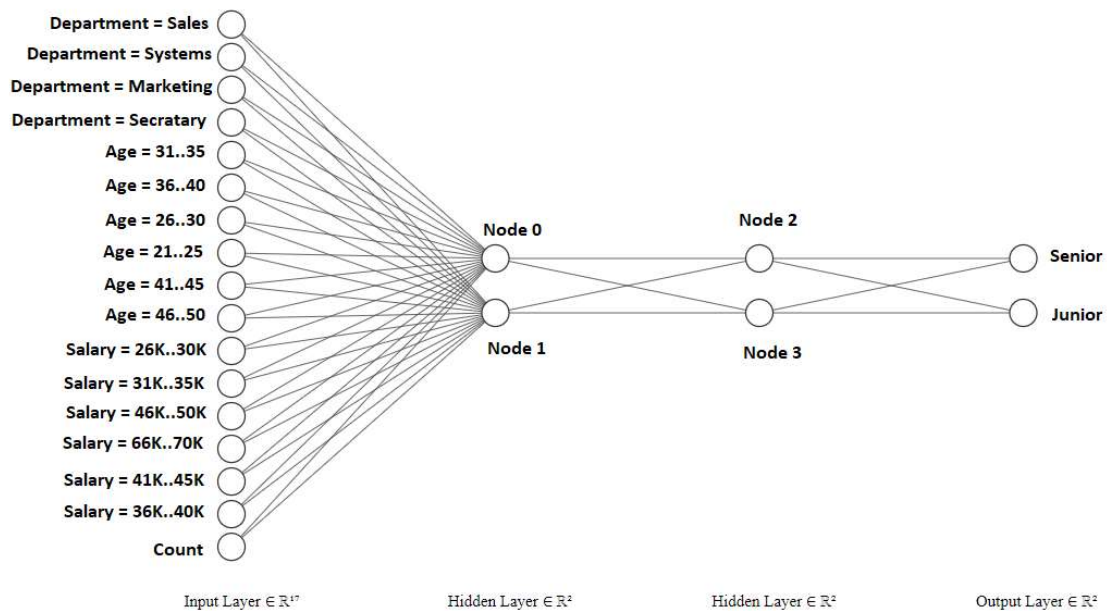 Department = Sales
Department = Systems
Department = Marketing
Department = Secratary
Age = 31..35
Age = 36..40
Age = 26..30
Age = 21..25
Age = 41..45
Age = 46..50
Salary = 26K..30K
Salary = 31K..35K
Salary = 46K..50K
Salary = 66K..70K
Salary = 41K..45K
Salary = 36K..40K
Count
Node 0
Node 1
Node 2
Node 3
Senior
Junior
Input Layer ∈ ℝ¹⁷
Hidden Layer ∈ ℝ²
Hidden Layer ∈ ℝ²
Output Layer ∈ ℝ²